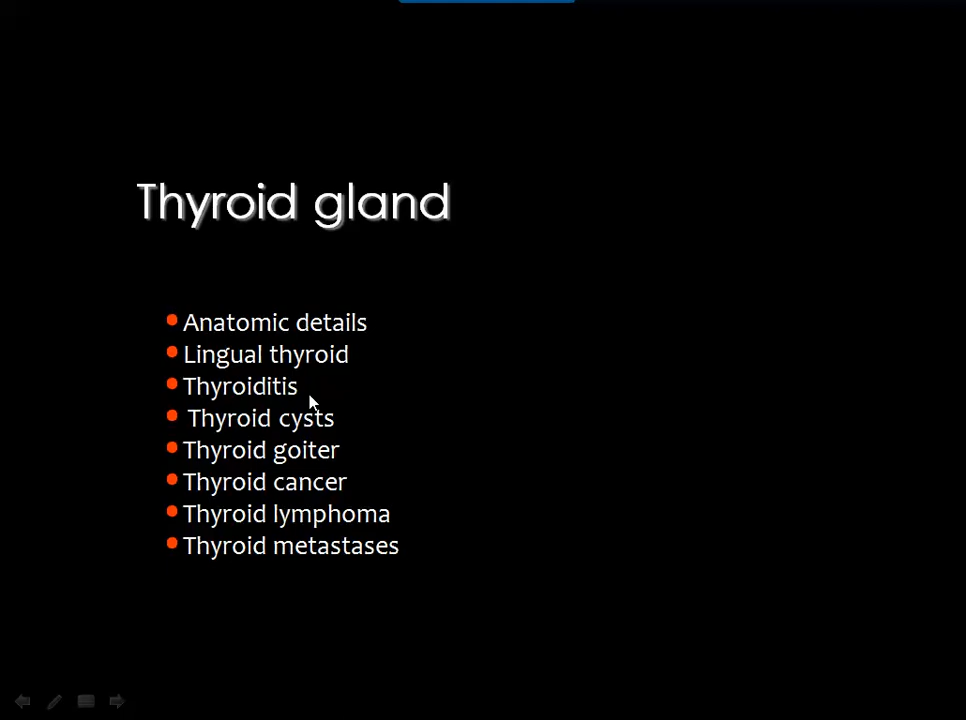 Thyroid gland
Anatomic details
Lingual thyroid
Thyroiditis
Thyroid cysts
Thyroid goiter
Thyroid cancer
Thyroid lymphoma
Thyroid metastases